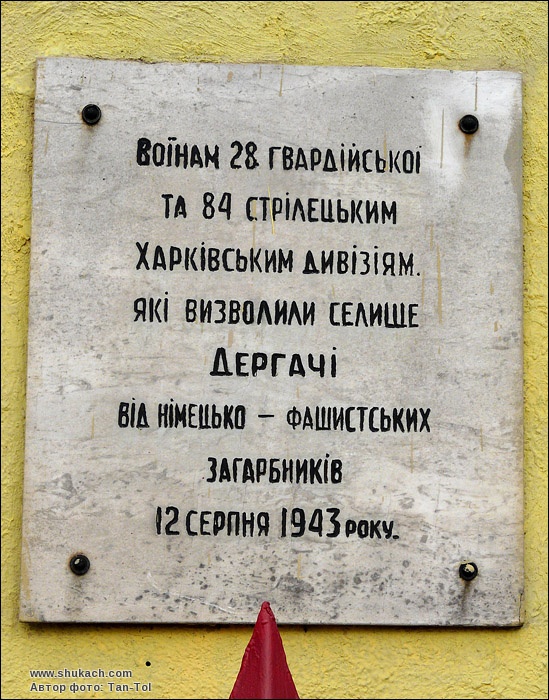 Воїнам 28 гвардійської
та 84 стрілецьким
Харківським дивізіям.
які визволили селище
Дергачі
від німецько – фашистських
загарбників
12 серпня 1943 року.
www.shukach.com
Автор фото: Tan-Tol